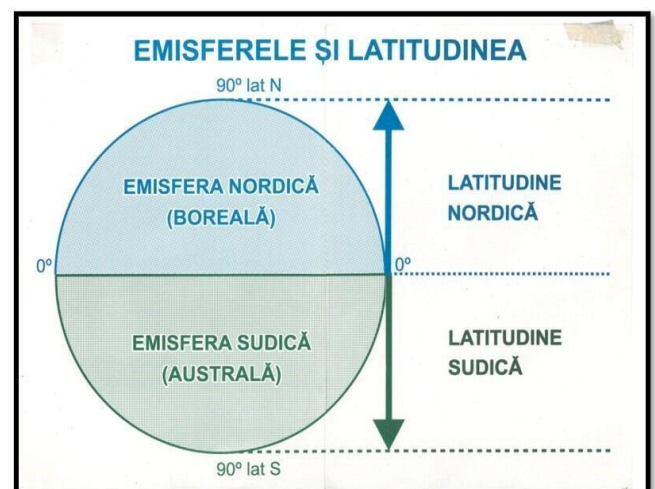 EMISFERELE ȘI LATITUDINEA
90º lat N
EMISFERA NORDICĂ
(BOREALĂ)
LATITUDINE
NORDICĂ
0º
0º
EMISFERA SUDICĂ
(AUSTRALĂ)
LATITUDINE
SUDICĂ
90º lat S